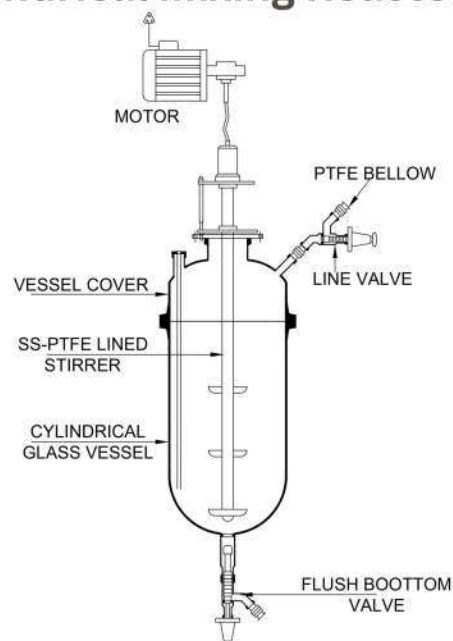 MOTOR
PTFE BELLOW
LINE VALVE
VESSEL COVER
SS-PTFE LINED
STIRRER
CYLINDRICAL
GLASS VESSEL
FLUSH BOOTTOM
VALVE